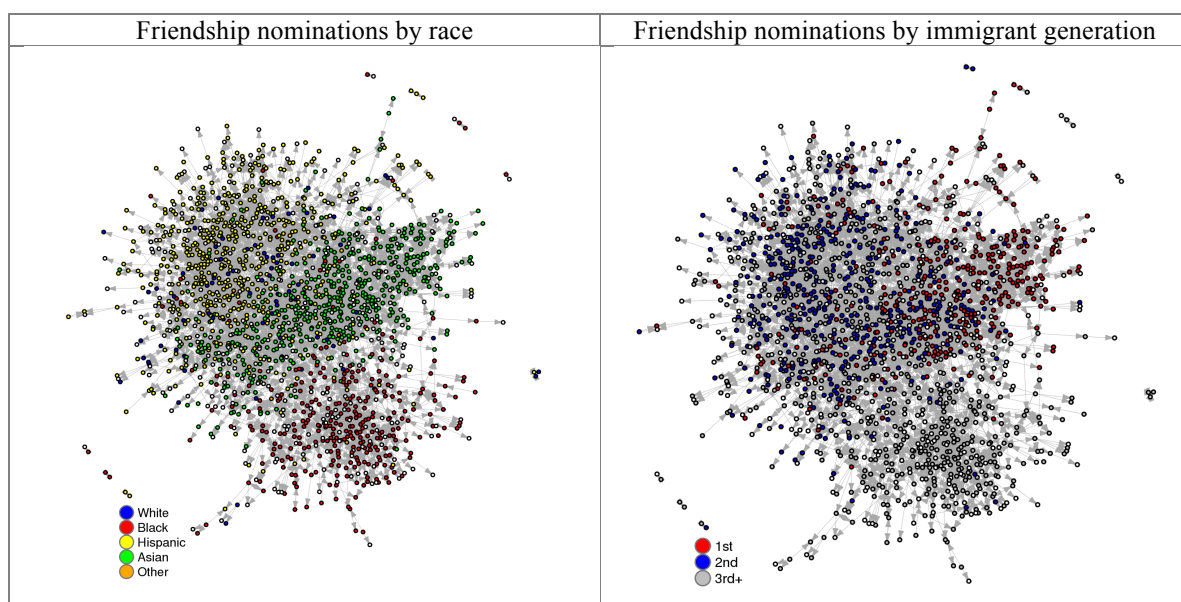 Friendship nominations by race
Friendship nominations by immigrant generation
White
Black
Hispanic
Asian
Other
1st
2nd
3rd+